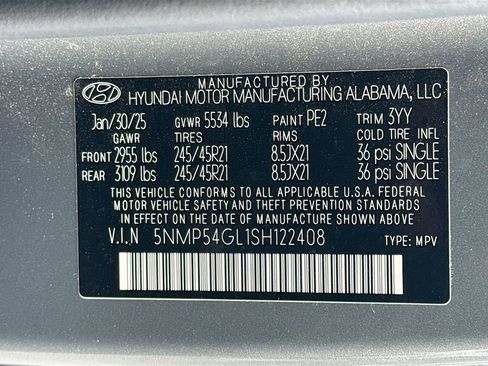 MANUFACTURED BY
HYUNDAI MOTOR MANUFACTURING ALABAMA, LLC
Jan/30/25 GVWR 5534 lbs PAINT PE2 TRIM 3YY
GAWR TIRES RIMS COLD TIRE INFL
FRONT 2955 lbs 245/45R21 8.5JX21 36 psi SINGLE
REAR 3109 lbs 245/45R21 8.5JX21 36 psi SINGLE
THIS VEHICLE CONFORMS TO ALL APPLICABLE U.S.A. FEDERAL
MOTOR VEHICLE SAFETY AND THEFT PREVENTION STANDARDS
IN EFFECT ON THE DATE OF MANUFACTURE SHOWN ABOVE.
V.I.N 5NMP54GL1SH122408 TYPE: MPV